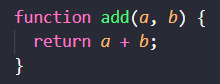 function add(a, b) {
  return a + b;
}